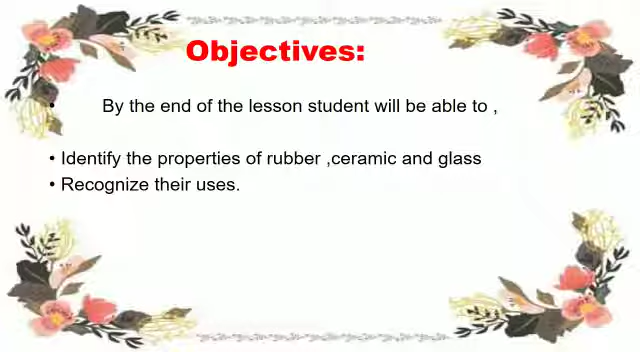 Objectives:
• By the end of the lesson student will be able to ,
• Identify the properties of rubber ,ceramic and glass
• Recognize their uses.